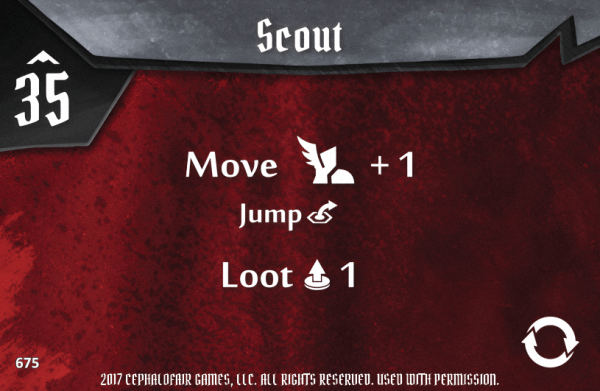 Scout
35
Move + 1
Jump
Loot 1
675
2017 CEPHALOFAIR GAMES, LLC. ALL RIGHTS RESERVED. USED WITH PERMISSION.